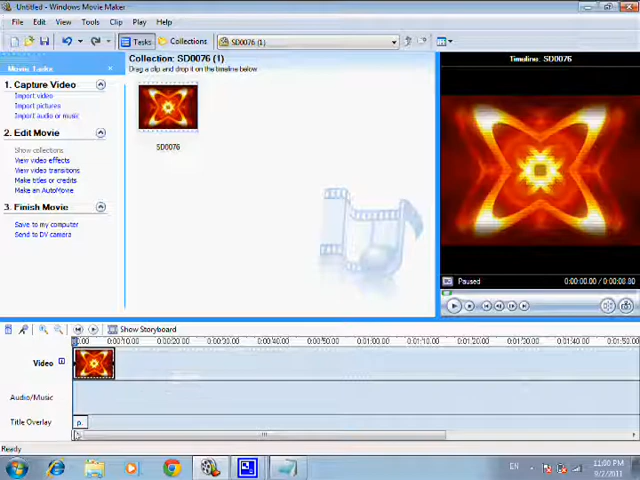 Untitled - Windows Movie Maker
File Edit View Tools Clip Play Help
Tasks Collections SD0076 (1)
Movie Tasks
1. Capture Video
Import video
Import pictures
Import audio or music
2. Edit Movie
Show collections
View video effects
View video transitions
Make titles or credits
Make an AutoMovie
3. Finish Movie
Save to my computer
Send to DV camera
Collection: SD0076 (1)
Drag a clip and drop it on the timeline below
SD0076
Timeline: SD0076
Paused
0:00:00.00 / 0:00:08.00
Show Storyboard
0:00:10.00 0:00:20.00 0:00:30.00 0:00:40.00 0:00:50.00 0:01:00.00 0:01:10.00 0:01:20.00 0:01:30.00 0:01:40.00 0:01:50.00
Video
Audio/Music
Title Overlay
p.
Ready
EN
11:00 PM
9/2/2011